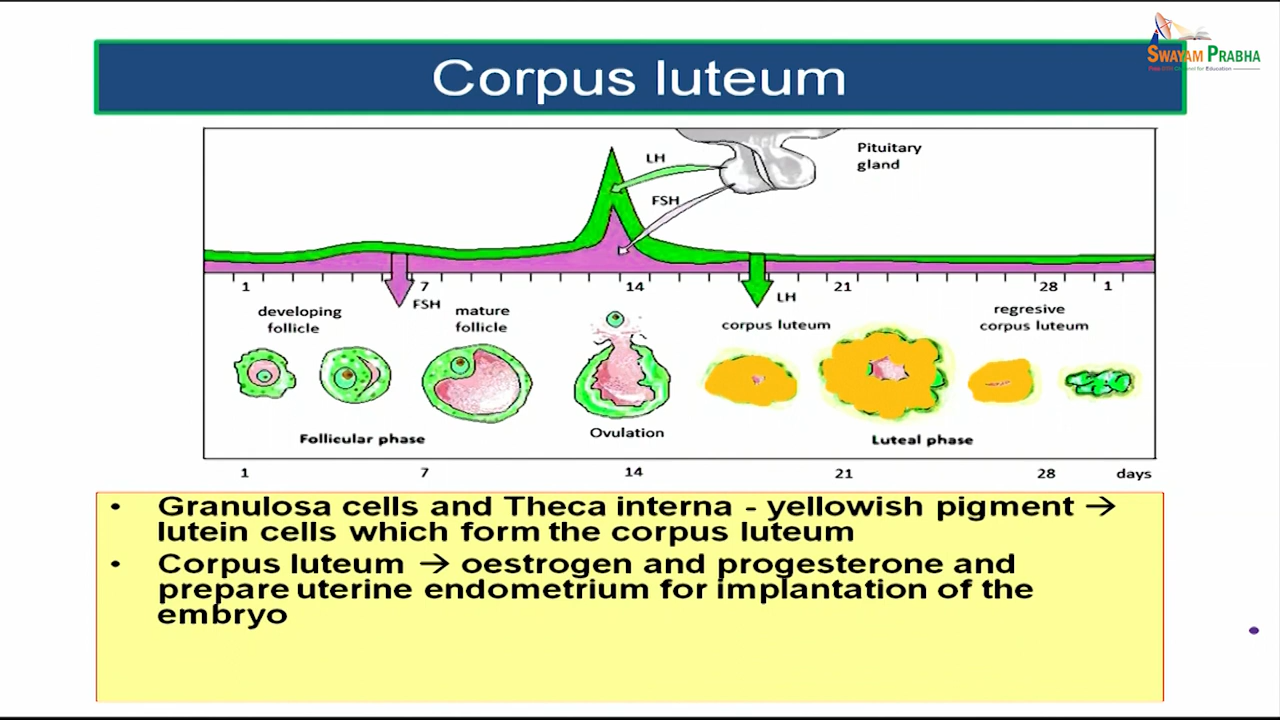 SWAYAM PRABHA
Corpus luteum
LH
Pituitary
gland
FSH
1
7
14
21
28
1
FSH
LH
developing
follicle
mature
follicle
corpus luteum
regresive
corpus luteum
Follicular phase
Ovulation
Luteal phase
1
7
14
21
28
days
• Granulosa cells and Theca interna - yellowish pigment →
lutein cells which form the corpus luteum
• Corpus luteum → oestrogen and progesterone and
prepare uterine endometrium for implantation of the
embryo